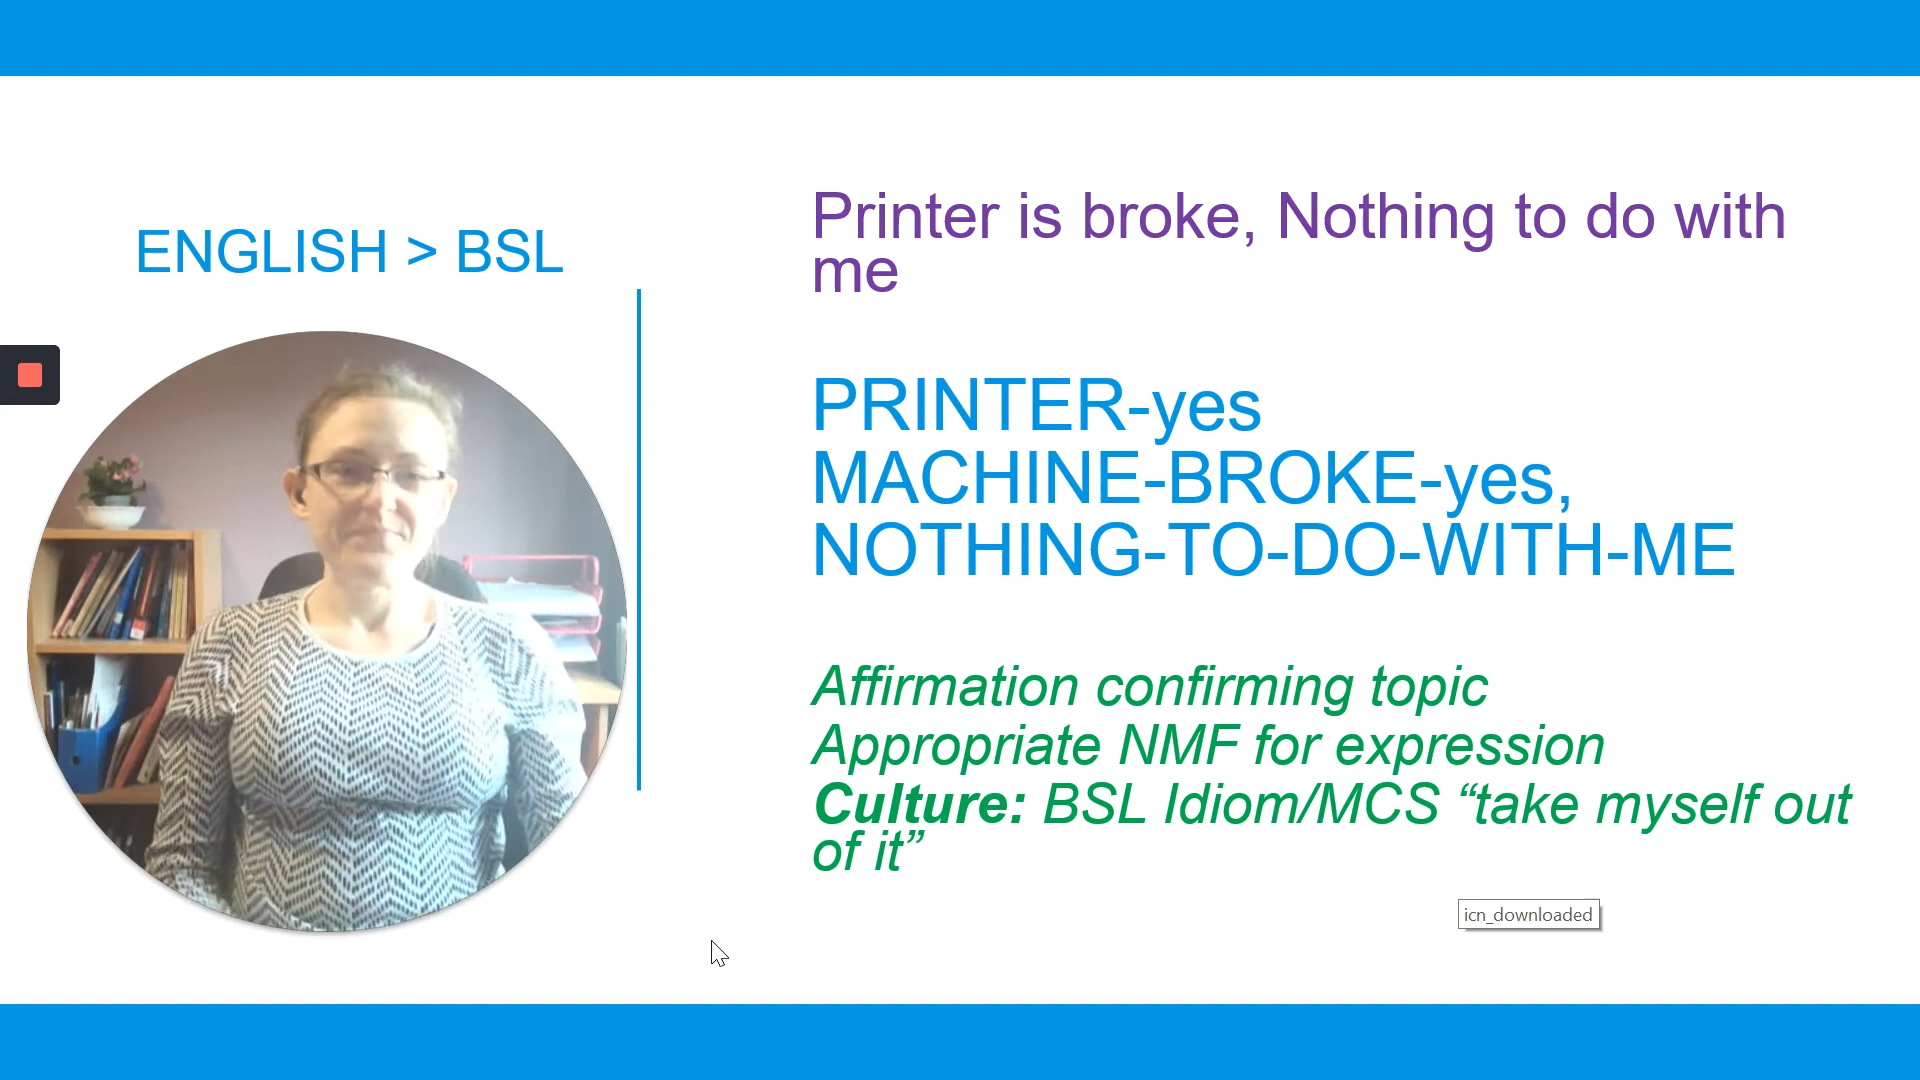 ENGLISH > BSL
Printer is broke, Nothing to do with
me
PRINTER-yes
MACHINE-BROKE-yes,
NOTHING-TO-DO-WITH-ME
Affirmation confirming topic
Appropriate NMF for expression
Culture: BSL Idiom/MCS “take myself out
of it”
icn_downloaded